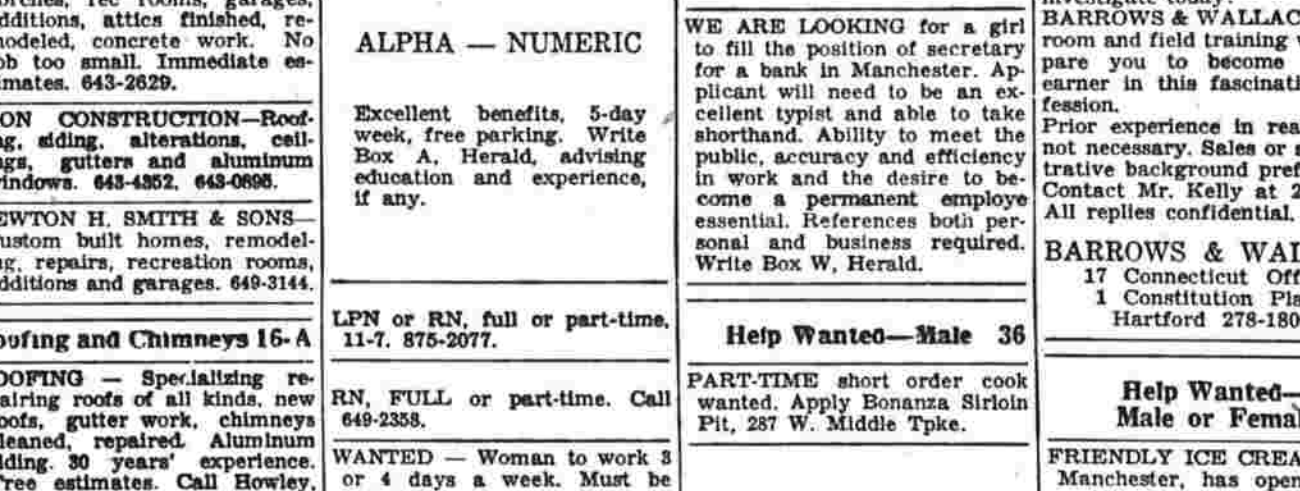 rec rooms, garages,
additions, attics finished, re-
modeled, concrete work. No
job too small. Immediate es-
timates. 643-2629.
ON CONSTRUCTION—Roof-
siding, alterations, ceil-
gutters and aluminum
windows. 643-4352, 643-0895.
EWTON H. SMITH & SONS—
ustom built homes, remodel-
ng, repairs, recreation rooms,
dditions and garages. 649-3144.
oofing and Chimneys 16-A
OOFING — Specializing re-
airing roofs of all kinds, new
oofs, gutter work, chimneys
leaned, repaired. Aluminum
iding. 30 years' experience.
ree estimates. Call Howley,
ALPHA — NUMERIC
Excellent benefits, 5-day
week, free parking. Write
Box A, Herald, advising
education and experience,
if any.
LPN or RN, full or part-time,
11-7. 875-2077.
RN, FULL or part-time. Call
649-2358.
WANTED — Woman to work 3
or 4 days a week. Must be
WE ARE LOOKING for a girl
to fill the position of secretary
for a bank in Manchester. Ap-
plicant will need to be an ex-
cellent typist and able to take
shorthand. Ability to meet the
public, accuracy and efficiency
in work and the desire to be-
come a permanent employe
essential. References both per-
sonal and business required.
Write Box W, Herald.
Help Wanted—Male 36
PART-TIME short order cook
wanted. Apply Bonanza Sirloin
Pit, 287 W. Middle Tpke.
investigate today!
BARROWS & WALLAC
room and field training
pare you to become
earner in this fascinati
fession.
Prior experience in rea
not necessary. Sales or
trative background pref
Contact Mr. Kelly at 2
All replies confidential.
BARROWS & WAL
17 Connecticut Off
1 Constitution Pla
Hartford 278-180
Help Wanted—
Male or Femal
FRIENDLY ICE CREA
Manchester, has open